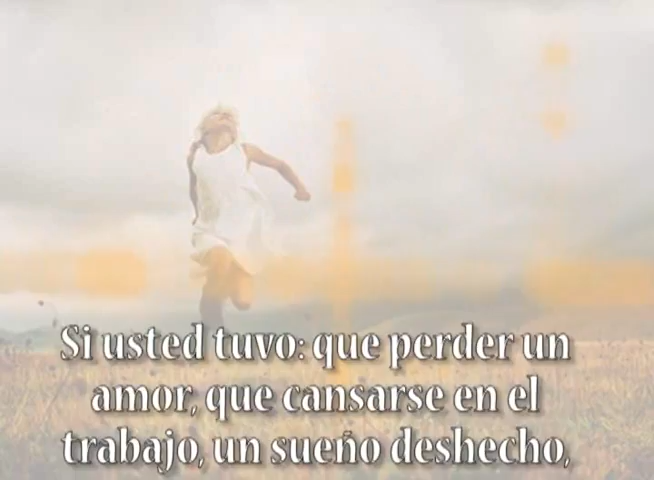 Si usted tuvo: que perder un
amor, que cansarse en el
trabajo, un sueño deshecho,